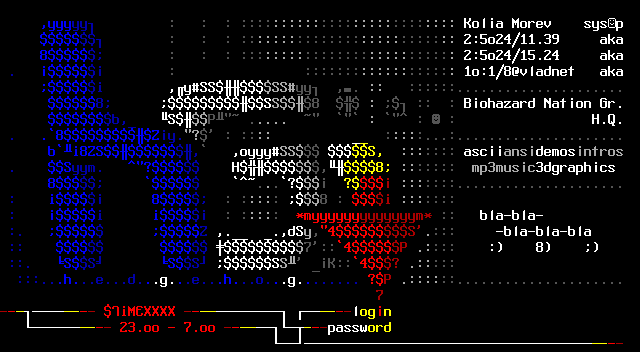 Kolia Morev sys☺p
2:5o24/11.39 aka
2:5o24/15.24 aka
1o:1/8@vladnet aka
Biohazard Nation Gr.
H.Q.
asciiansidemosintros
mp3music3dgraphics
bla-bla-
-bla-bla-bla
:) 8) ;)
h...e...d...g...e...h...o...g
$7iMEXXXX
23.oo - 7.oo
login
password